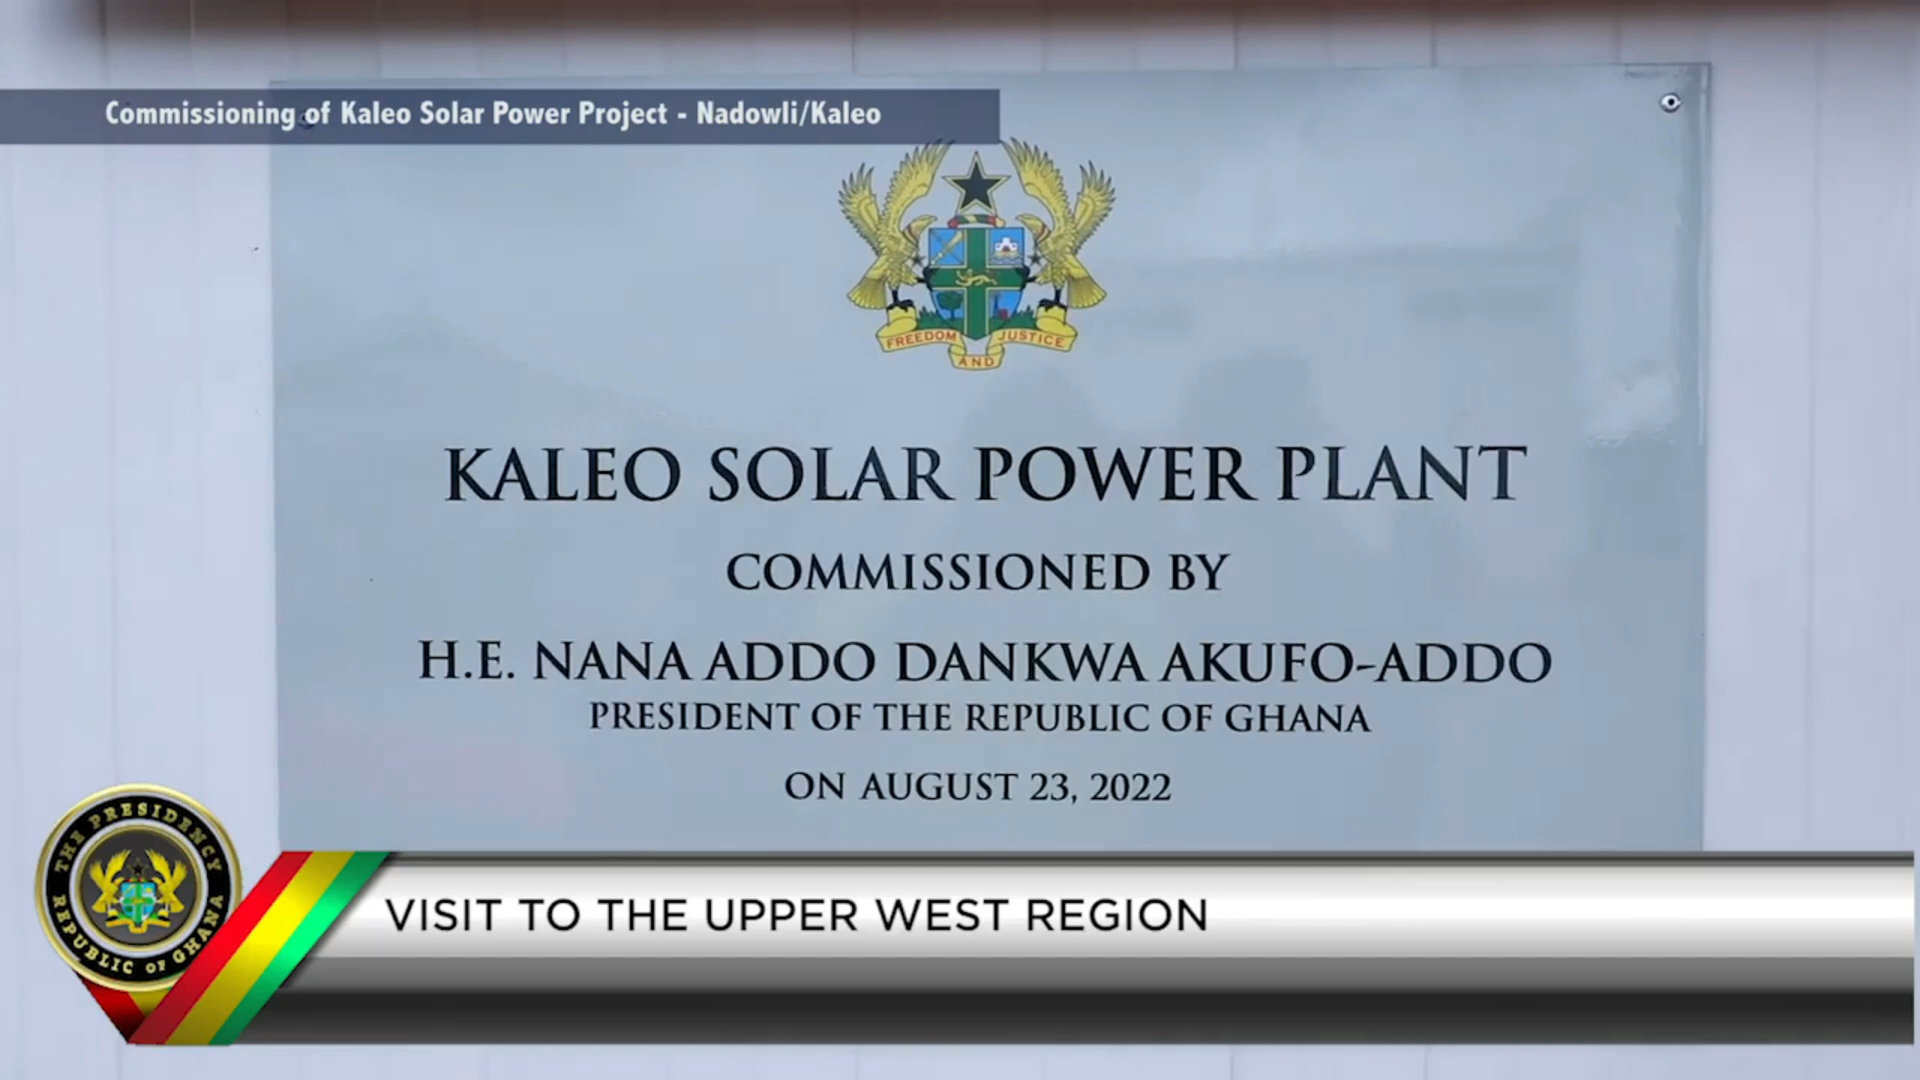 Commissioning of Kaleo Solar Power Project - Nadowli/Kaleo
FREEDOM AND JUSTICE
KALEO SOLAR POWER PLANT
COMMISSIONED BY
H.E. NANA ADDO DANKWA AKUFO-ADDO
PRESIDENT OF THE REPUBLIC OF GHANA
ON AUGUST 23, 2022
THE PRESIDENCY
REPUBLIC OF GHANA
VISIT TO THE UPPER WEST REGION